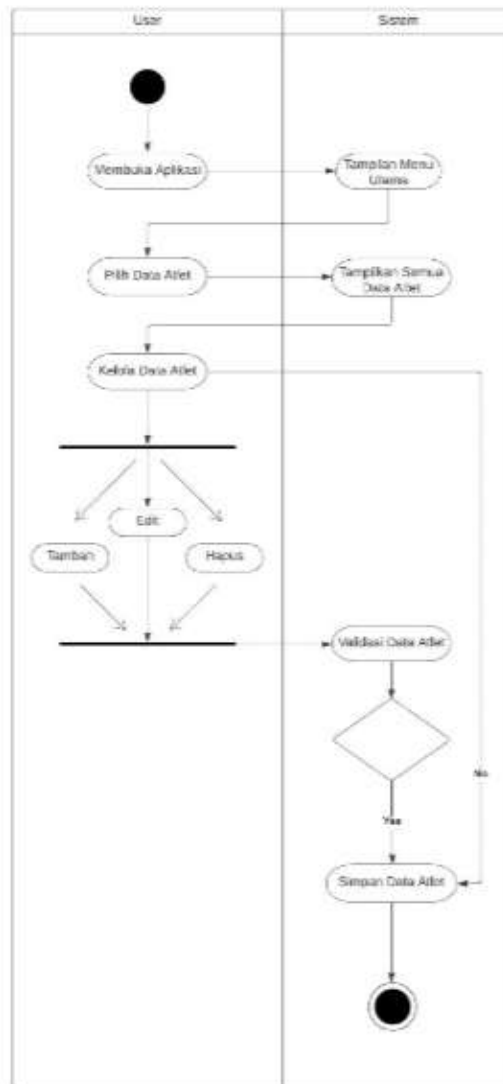 User
Sistem
Membuka Aplikasi
Tampilan Menu
Utama
Pilih Data Atlet
Tampilkan Semua
Data Atlet
Kelola Data Atlet
Edit
Tambah
Hapus
Validasi Data Atlet
No
Yes
Simpan Data Atlet